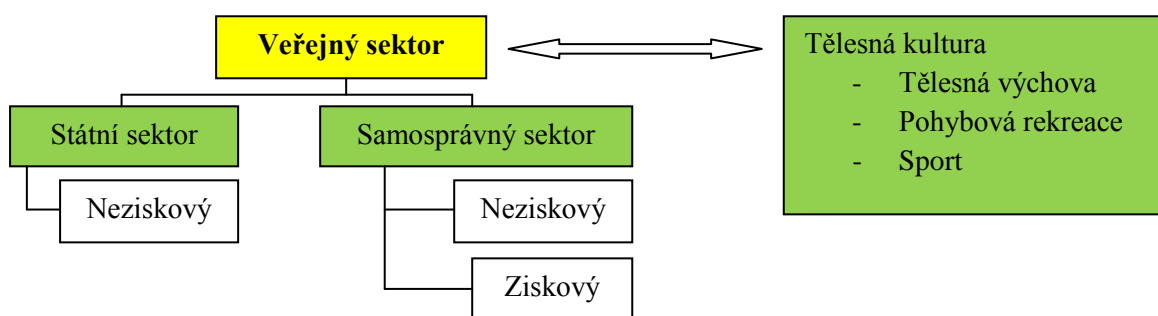 Veřejný sektor
Státní sektor
Neziskový
Samosprávný sektor
Neziskový
Ziskový
Tělesná kultura
- Tělesná výchova
- Pohybová rekreace
- Sport